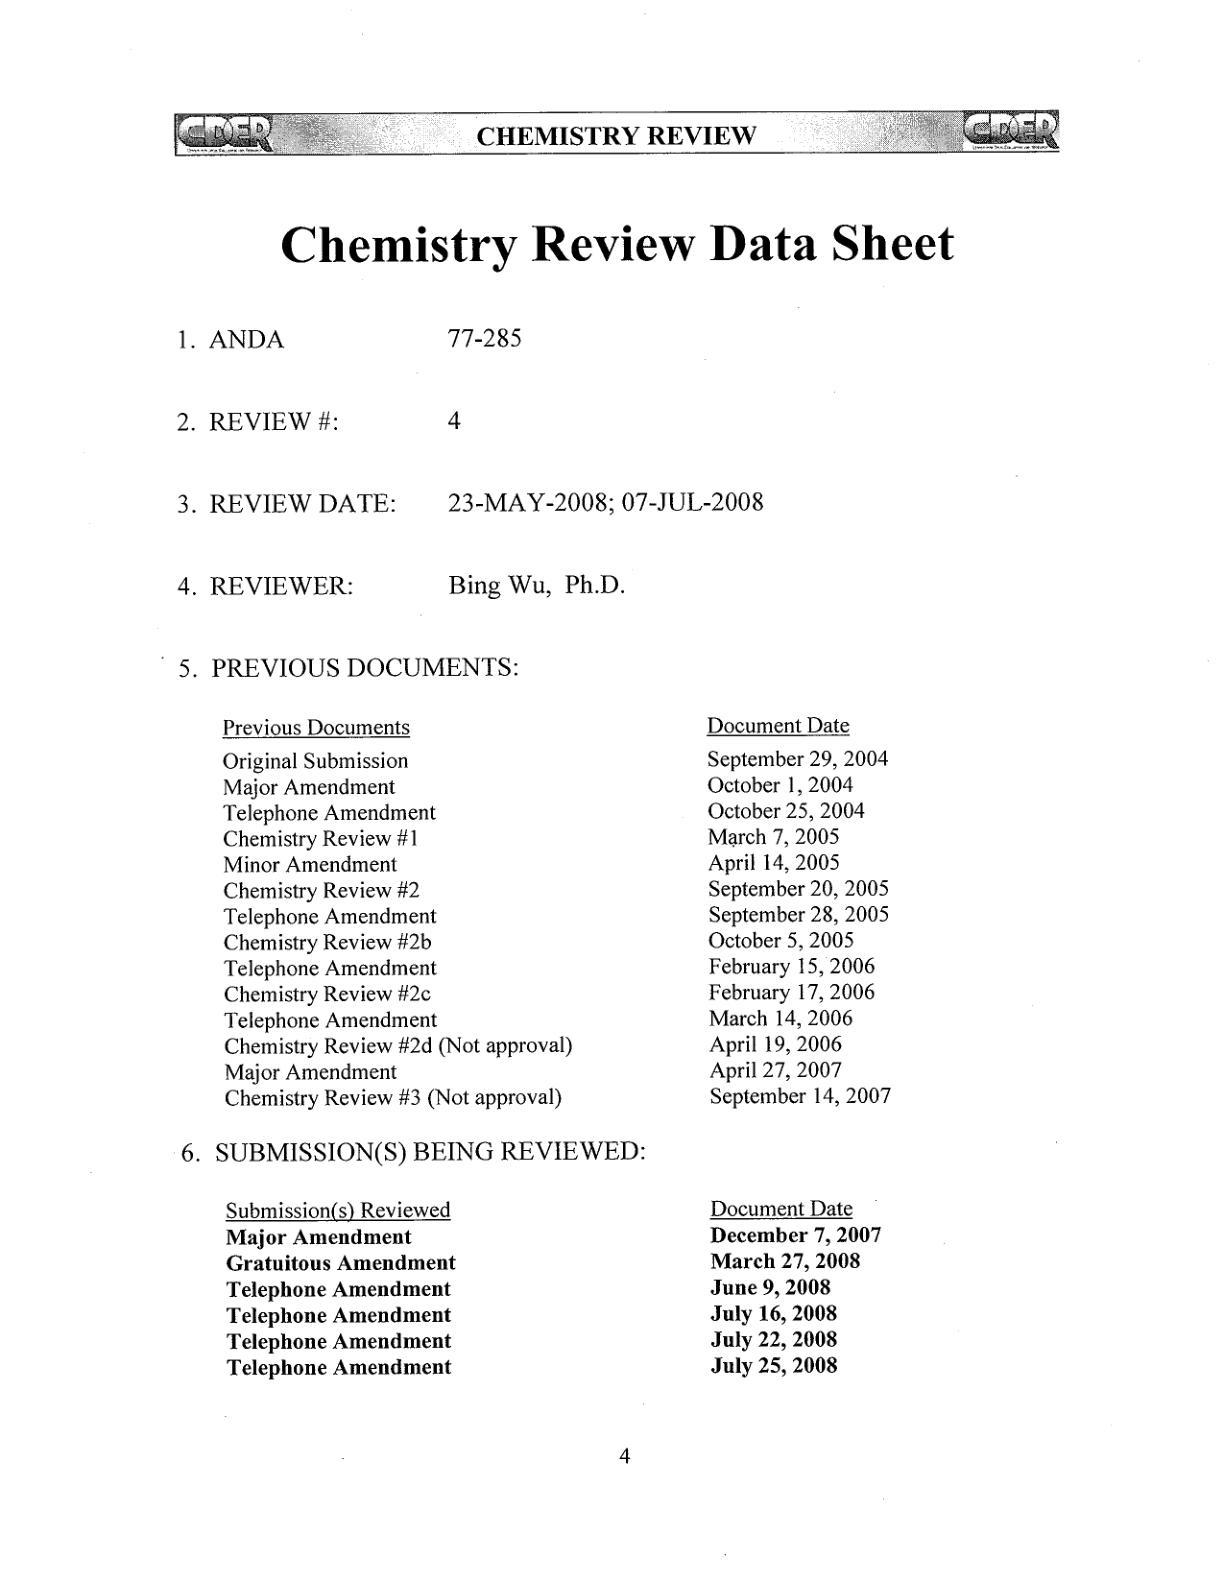 CDER CHEMISTRY REVIEW CDER
Chemistry Review Data Sheet
1. ANDA 77-285
2. REVIEW #: 4
3. REVIEW DATE: 23-MAY-2008; 07-JUL-2008
4. REVIEWER: Bing Wu, Ph.D.
5. PREVIOUS DOCUMENTS:
Previous Documents Document Date
Original Submission September 29, 2004
Major Amendment October 1, 2004
Telephone Amendment October 25, 2004
Chemistry Review #1 March 7, 2005
Minor Amendment April 14, 2005
Chemistry Review #2 September 20, 2005
Telephone Amendment September 28, 2005
Chemistry Review #2b October 5, 2005
Telephone Amendment February 15, 2006
Chemistry Review #2c February 17, 2006
Telephone Amendment March 14, 2006
Chemistry Review #2d (Not approval) April 19, 2006
Major Amendment April 27, 2007
Chemistry Review #3 (Not approval) September 14, 2007
6. SUBMISSION(S) BEING REVIEWED:
Submission(s) Reviewed Document Date
Major Amendment December 7, 2007
Gratuitous Amendment March 27, 2008
Telephone Amendment June 9, 2008
Telephone Amendment July 16, 2008
Telephone Amendment July 22, 2008
Telephone Amendment July 25, 2008
4